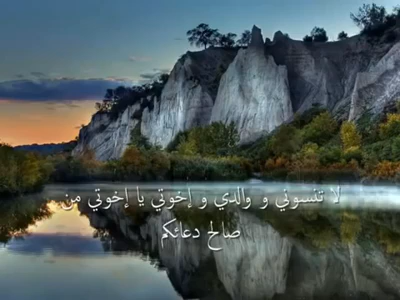 لا تنسوني و والدي و إخوتي يا إخوتي من
صالح دعائكم